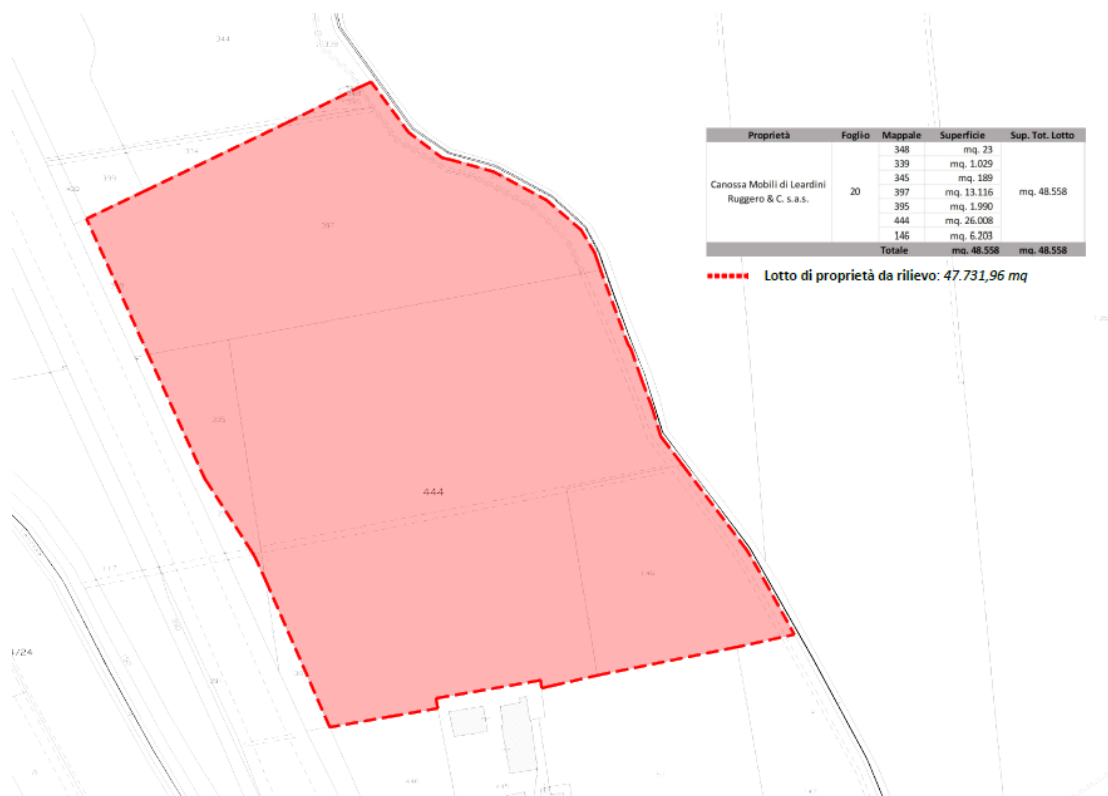 344
Proprietà Foglio Mappale Superficie Sup. Tot. Lotto
348 mq. 23
339 mq. 1.029
345 mq. 189
Canossa Mobili di Leardini Ruggero & C. s.a.s. 20 397 mq. 13.116 mq. 48.558
395 mq. 1.990
444 mq. 26.008
146 mq. 6.203
Totale mq. 48.558 mq. 48.558
399
397
Lotto di proprietà da rilievo: 47.731,96 mq
444
146